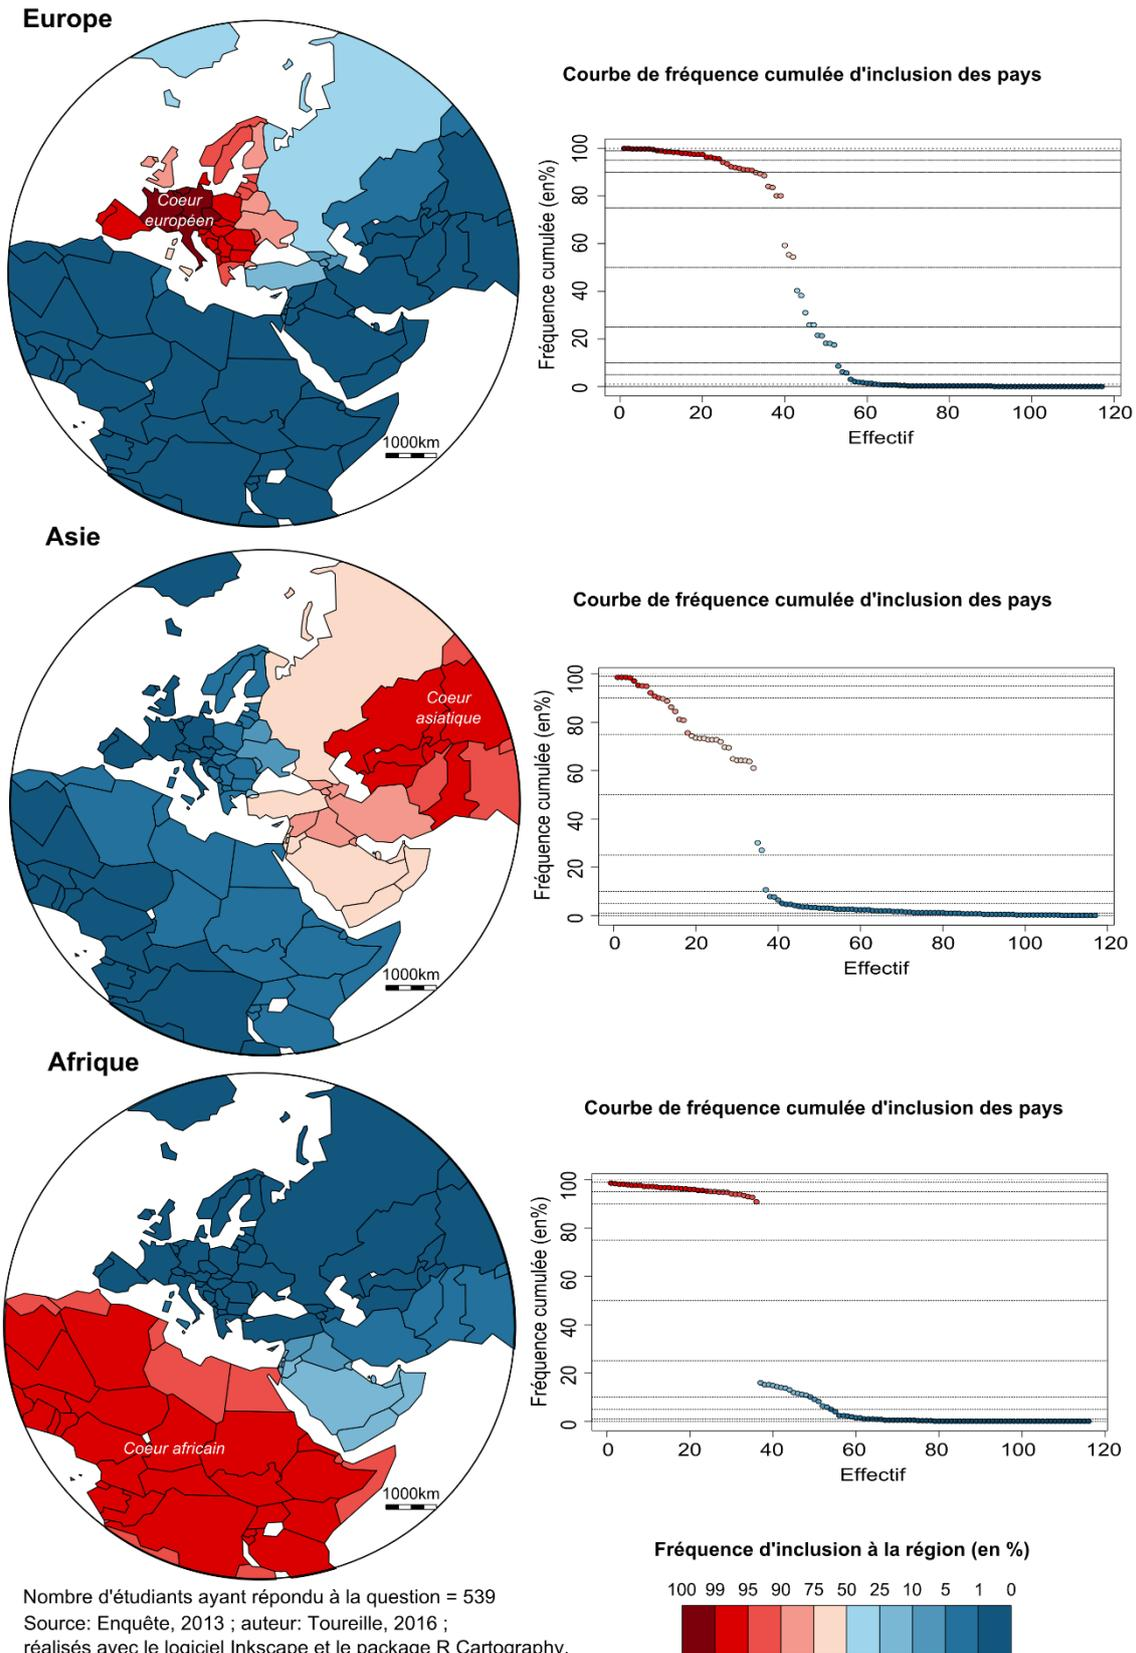 Europe
Courbe de fréquence cumulée d'inclusion des pays
Coeur
européen
1000km
Fréquence cumulée (en%)
100
80
60
40
20
0
0 20 40 60 80 100 120
Effectif
Asie
Courbe de fréquence cumulée d'inclusion des pays
Coeur
asiatique
1000km
Fréquence cumulée (en%)
100
80
60
40
20
0
0 20 40 60 80 100 120
Effectif
Afrique
Courbe de fréquence cumulée d'inclusion des pays
Coeur africain
1000km
Fréquence cumulée (en%)
100
80
60
40
20
0
0 20 40 60 80 100 120
Effectif
Fréquence d'inclusion à la région (en %)
100 99 95 90 75 50 25 10 5 1 0
Nombre d'étudiants ayant répondu à la question = 539
Source: Enquête, 2013 ; auteur: Toureille, 2016 ;
réalisés avec le logiciel Inkscape et le package R Cartography.